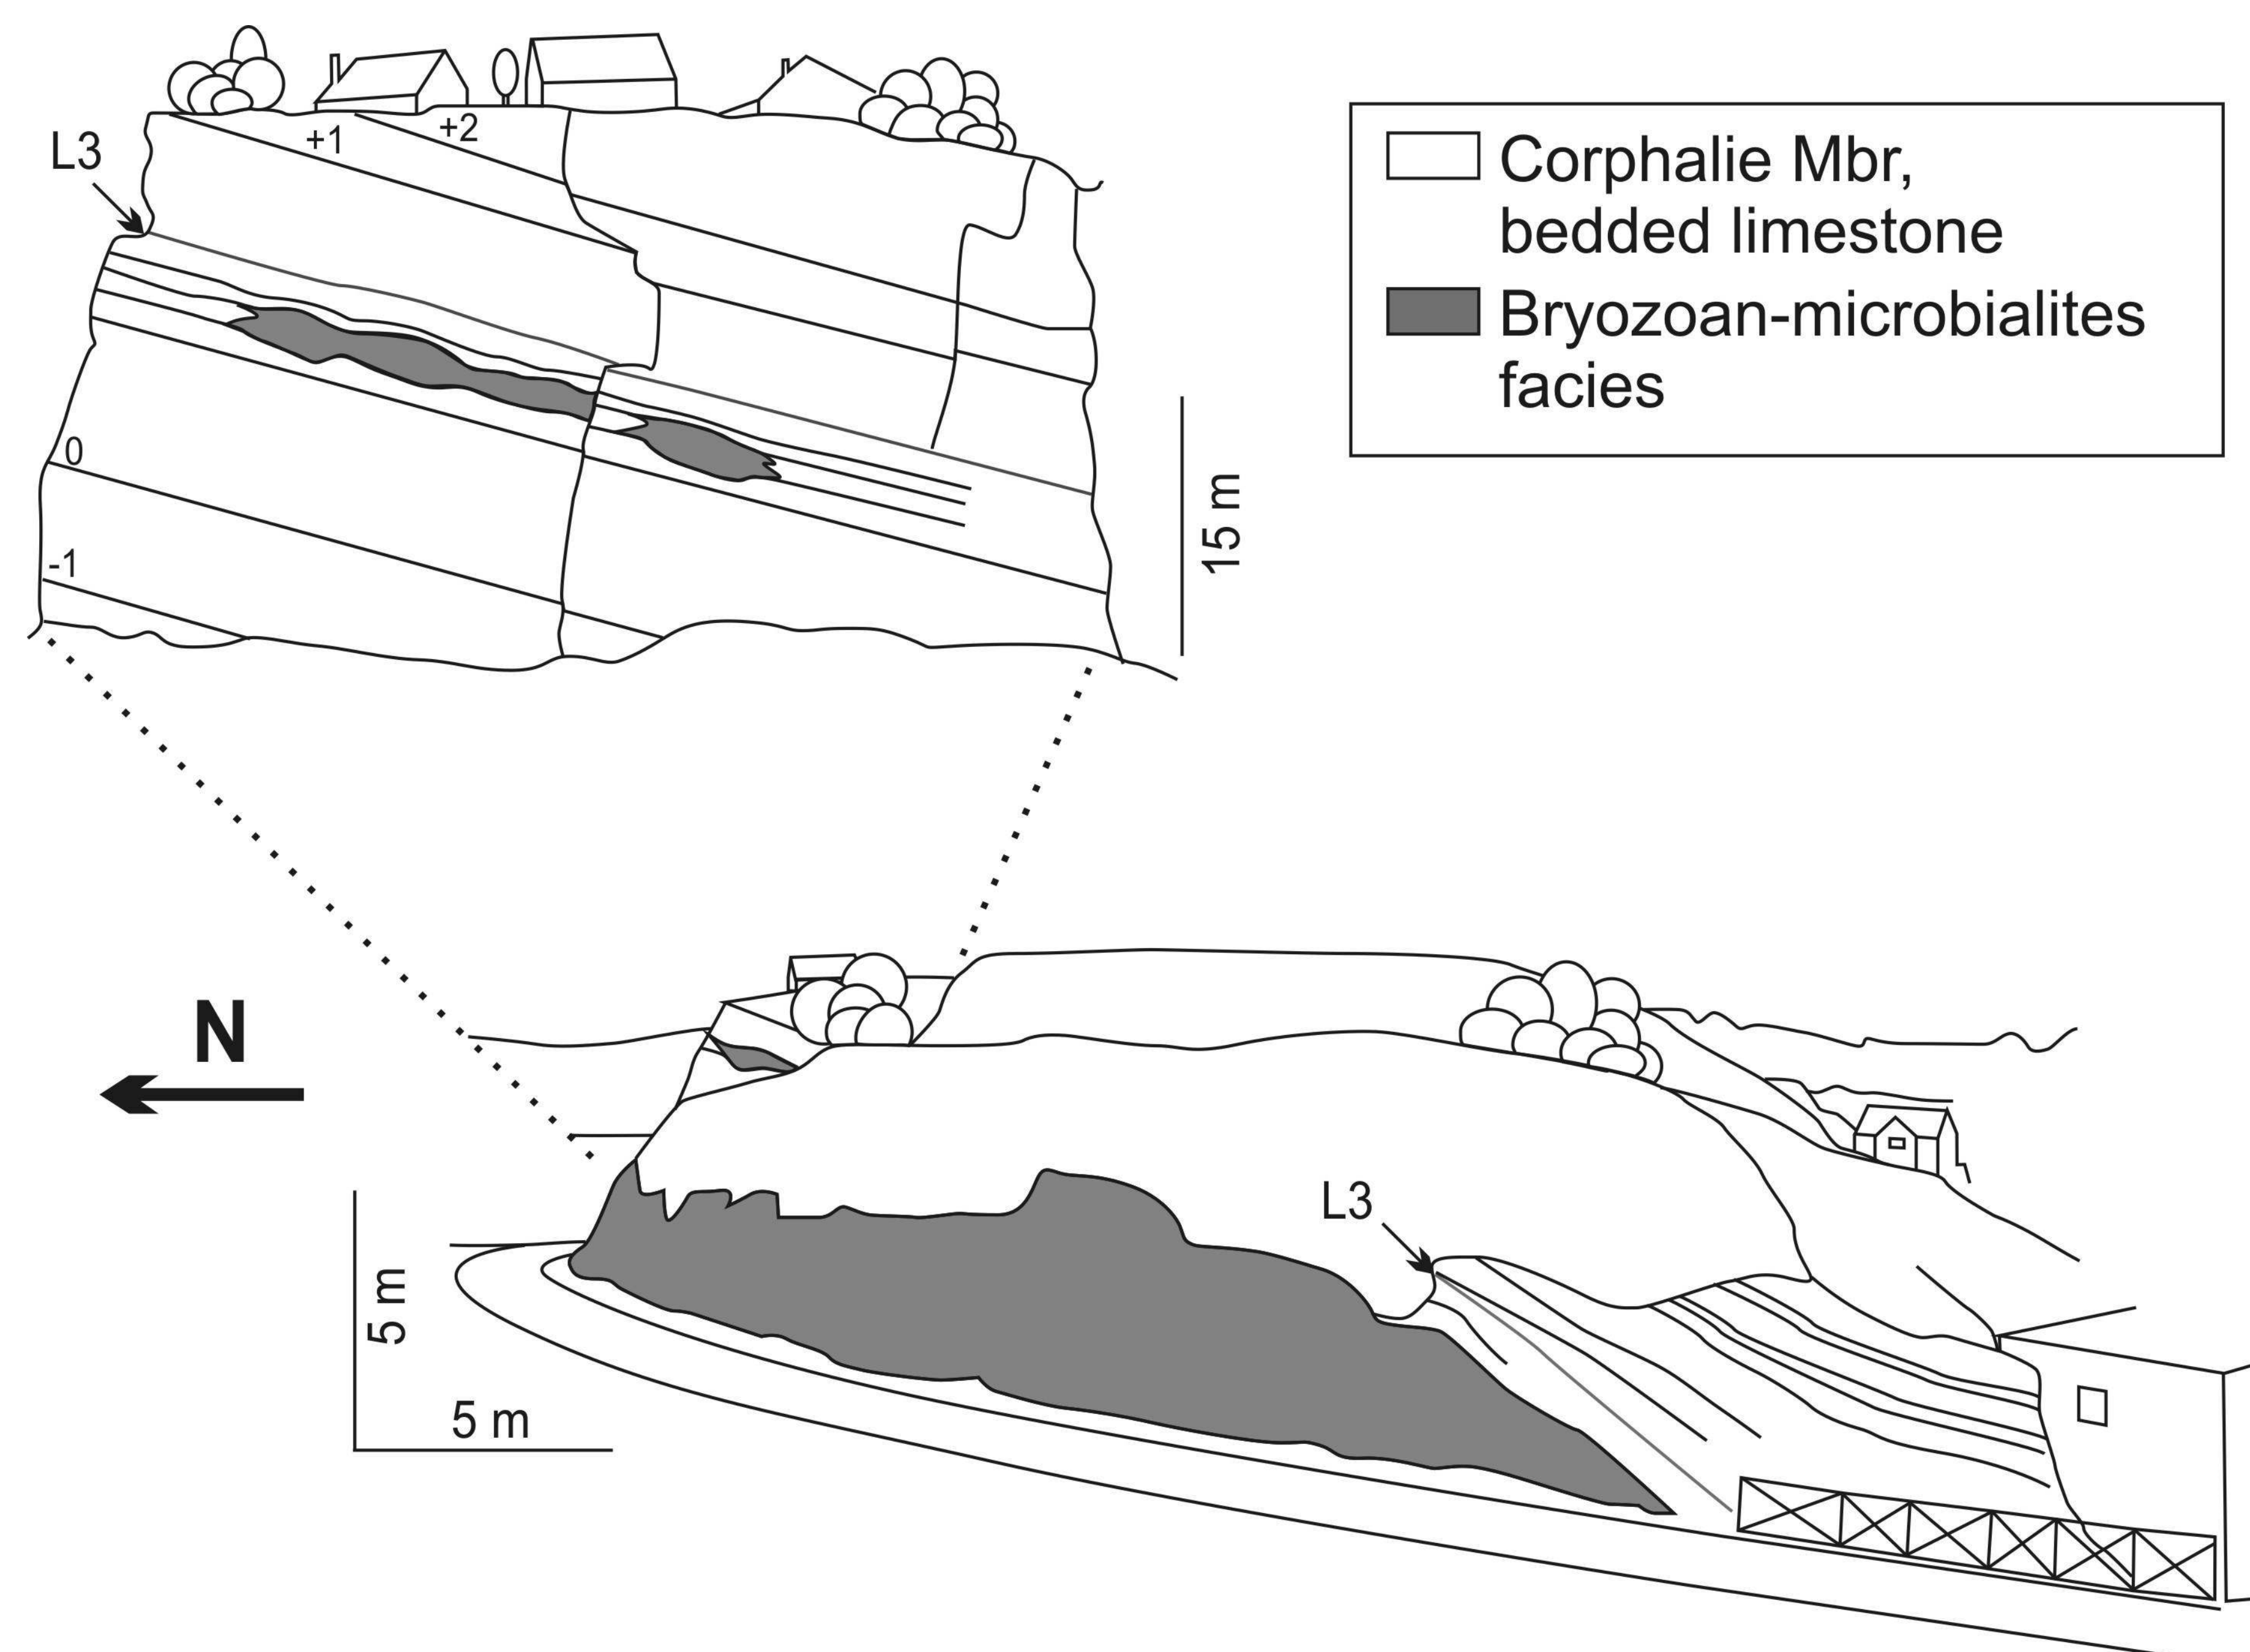 L3
+1
+2
0
-1
15 m
Corphalie Mbr,
bedded limestone
Bryozoan-microbialites
facies
N
L3
5 m
5 m